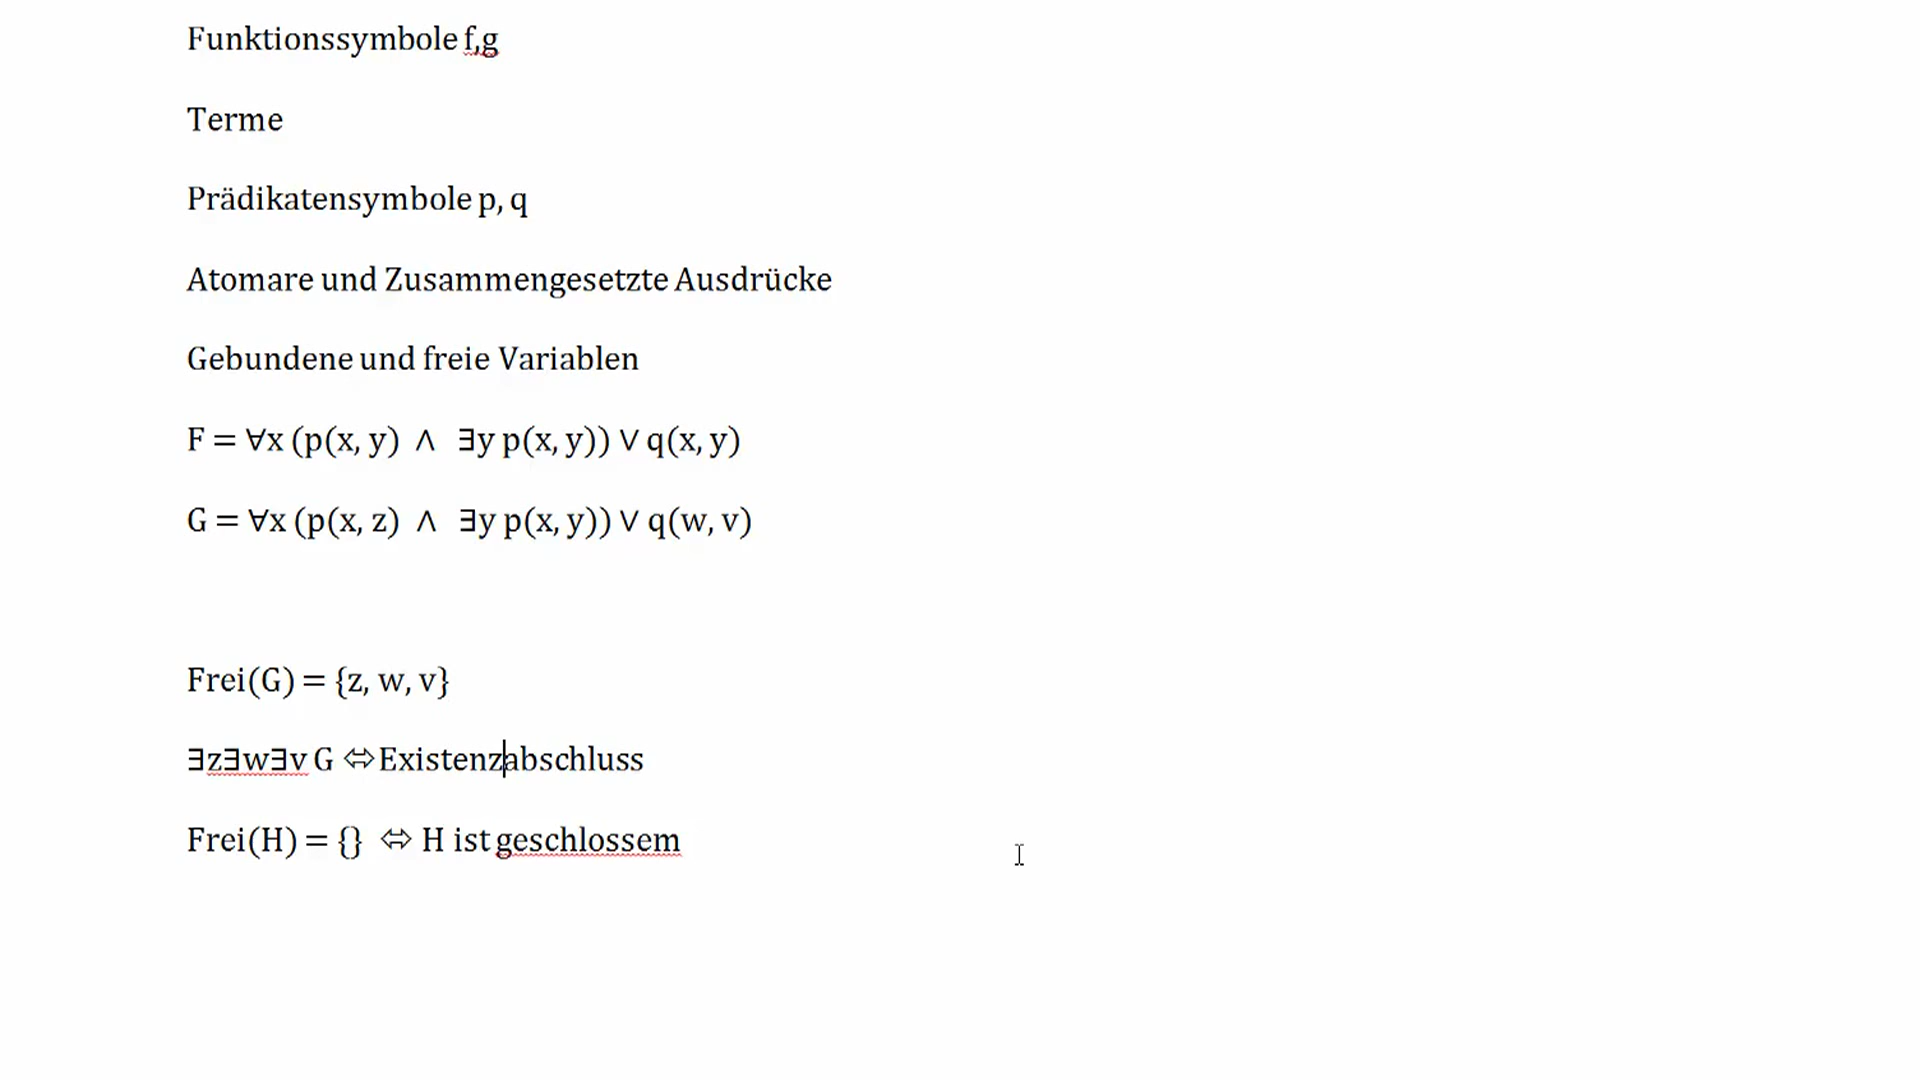 Funktionssymbole f,g
Terme
Prädikatensymbole p, q
Atomare und Zusammengesetzte Ausdrücke
Gebundene und freie Variablen
F = ∀x (p(x, y) ∧ ∃y p(x, y)) ∨ q(x, y)
G = ∀x (p(x, z) ∧ ∃y p(x, y)) ∨ q(w, v)
Frei(G) = {z, w, v}
∃z∃w∃v G ⬄Existenzabschluss
Frei(H) = {} ⬄ H ist geschlossem